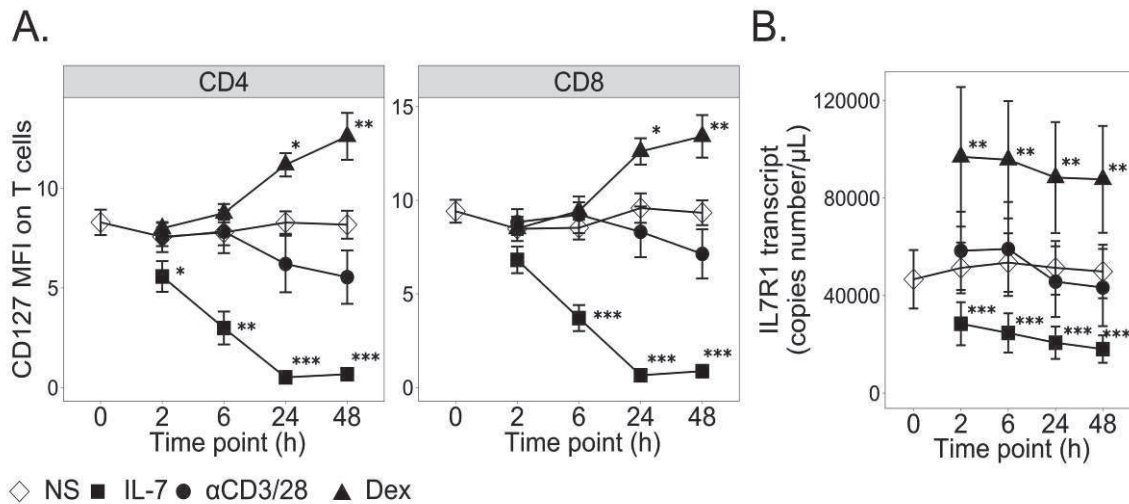 A.
B.
CD4
CD8
CD127 MFI on T cells
10
5
0
* ** * ** *** ***
0 2 6 24 48
Time point (h)
15
10
5
0
* ** *** *** ***
0 2 6 24 48
Time point (h)
IL7R1 transcript
(copies number/µL)
120000
80000
40000
0
** ** ** **
*** *** *** ***
0 2 6 24 48
Time point (h)
NS IL-7 αCD3/28 Dex